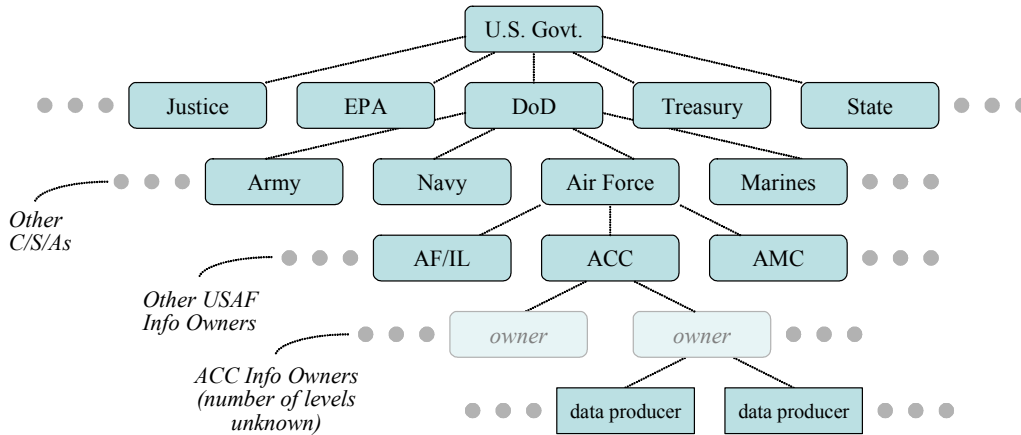 U.S. Govt.
Justice
EPA
DoD
Treasury
State
Army
Navy
Air Force
Marines
Other
C/S/As
AF/IL
ACC
AMC
Other USAF
Info Owners
owner
owner
ACC Info Owners
(number of levels
unknown)
data producer
data producer